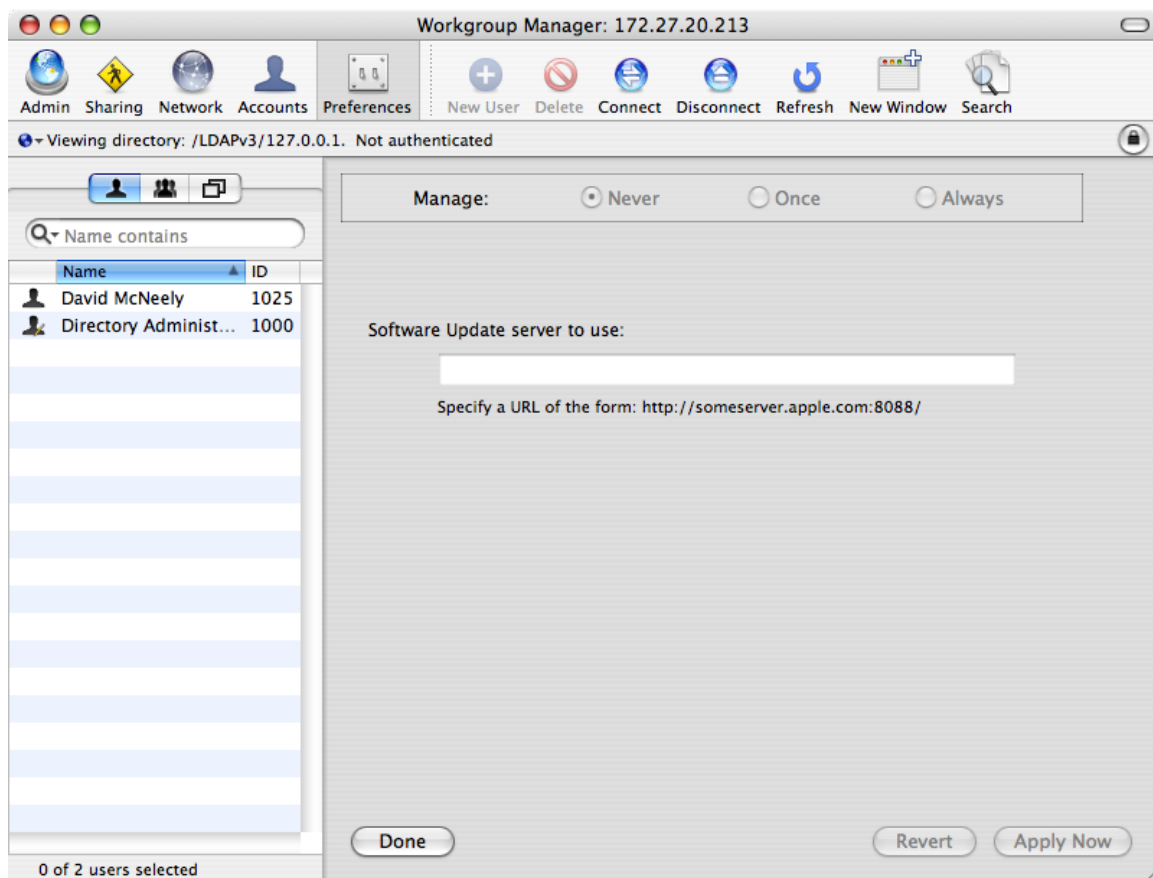 Workgroup Manager: 172.27.20.213
Admin Sharing Network Accounts Preferences New User Delete Connect Disconnect Refresh New Window Search
Viewing directory: /LDAPv3/127.0.0.1. Not authenticated
Manage: Never Once Always
Name contains
Name ID
David McNeely 1025
Directory Administ... 1000
Software Update server to use:
Specify a URL of the form: http://someserver.apple.com:8088/
Done Revert Apply Now
0 of 2 users selected